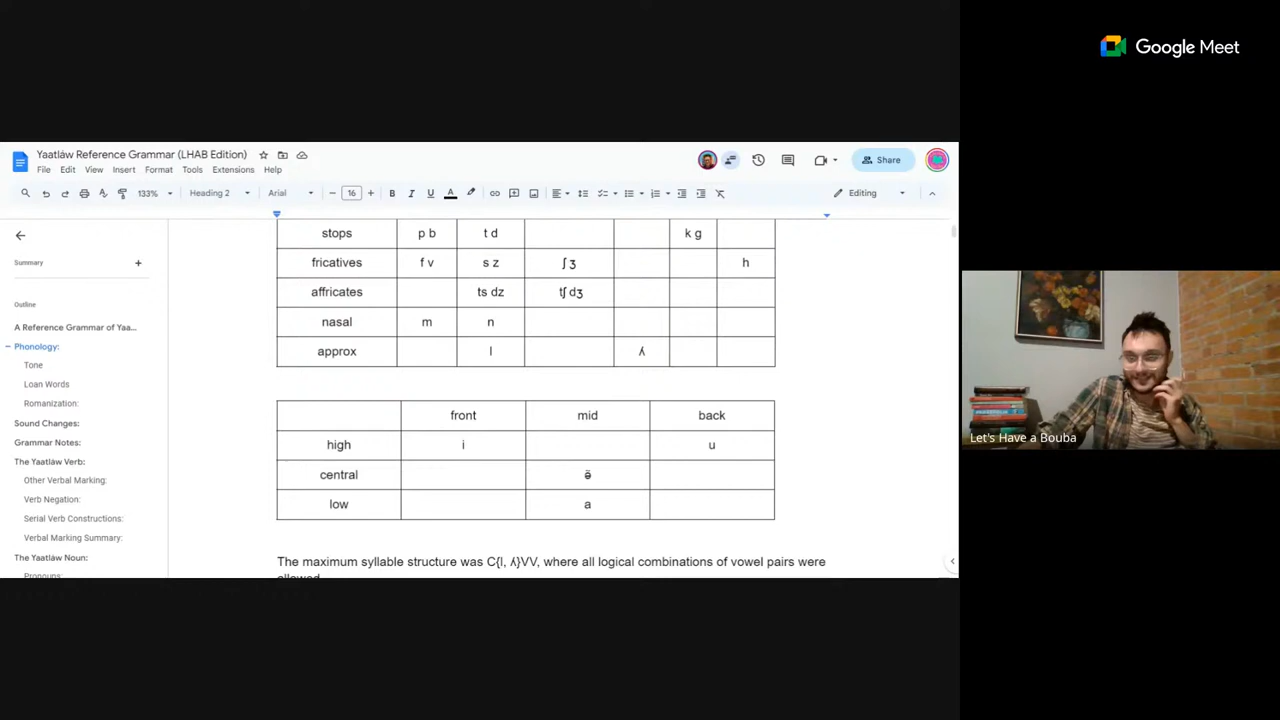 Google Meet
Yaatláw Reference Grammar (LHAB Edition)
File Edit View Insert Format Tools Extensions Help
Share
133% Heading 2 Arial 16 B I U A Editing
stops p b t d k g
Summary
fricatives f v s z ʃ ʒ h
affricates ts dz tʃ dʒ
Outline
nasal m n
A Reference Grammar of Yaa...
Phonology:
approx l ʎ
Tone
Loan Words
Romanization:
front mid back
Sound Changes:
high i u
Grammar Notes:
The Yaatláw Verb:
central ɘ̃
Other Verbal Marking:
Verb Negation:
low a
Serial Verb Constructions:
Verbal Marking Summary:
The Yaatláw Noun:
The maximum syllable structure was C{l, ʎ}VV, where all logical combinations of vowel pairs were
Pronouns:
allowed
Let's Have a Bouba